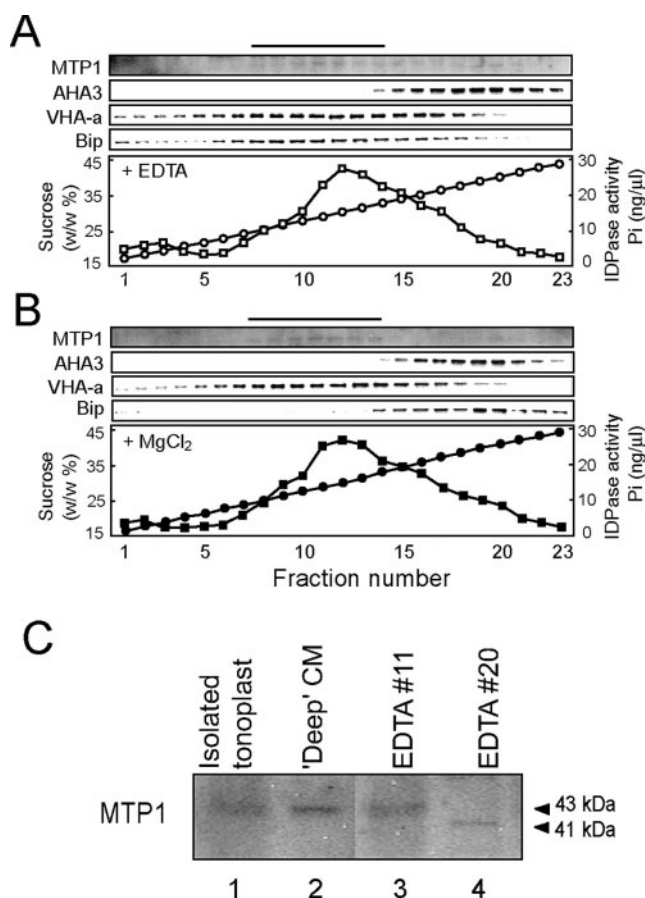 A
MTP1
AHA3
VHA-a
Bip
45
35
25
15
Sucrose
(w/w %)
+ EDTA
30
20
10
0
IDPase activity
Pi (ng/µl)
1 5 10 15 20 23
B
MTP1
AHA3
VHA-a
Bip
45
35
25
15
Sucrose
(w/w %)
+ MgCl₂
30
20
10
0
IDPase activity
Pi (ng/µl)
1 5 10 15 20 23
Fraction number
C
Isolated
tonoplast
'Deep' CM
EDTA #11
EDTA #20
MTP1
43 kDa
41 kDa
1 2 3 4